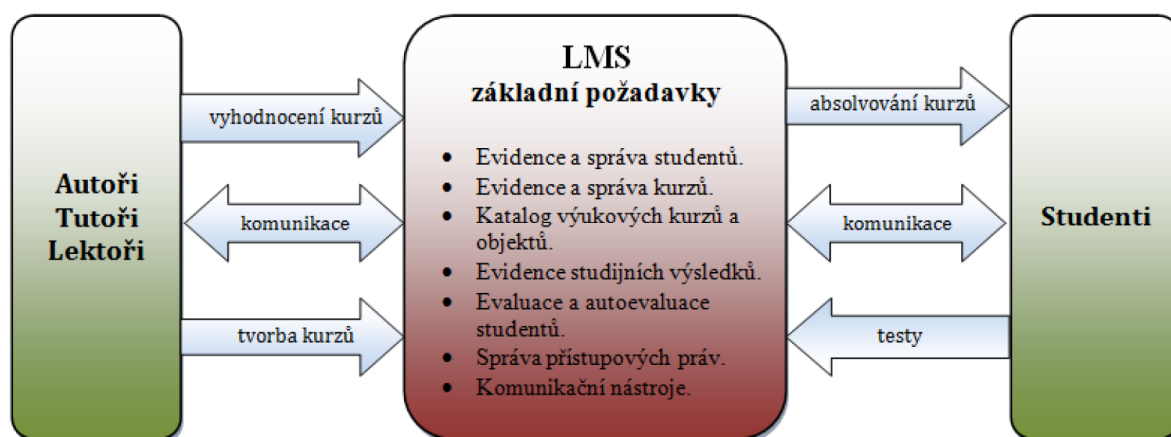 Autoři
Tutoři
Lektoři
vyhodnocení kurzů
komunikace
tvorba kurzů
LMS
základní požadavky
• Evidence a správa studentů.
• Evidence a správa kurzů.
• Katalog výukových kurzů a
objektů.
• Evidence studijních výsledků.
• Evaluace a autoevaluace
studentů.
• Správa přístupových práv.
• Komunikační nástroje.
absolvování kurzů
komunikace
testy
Studenti